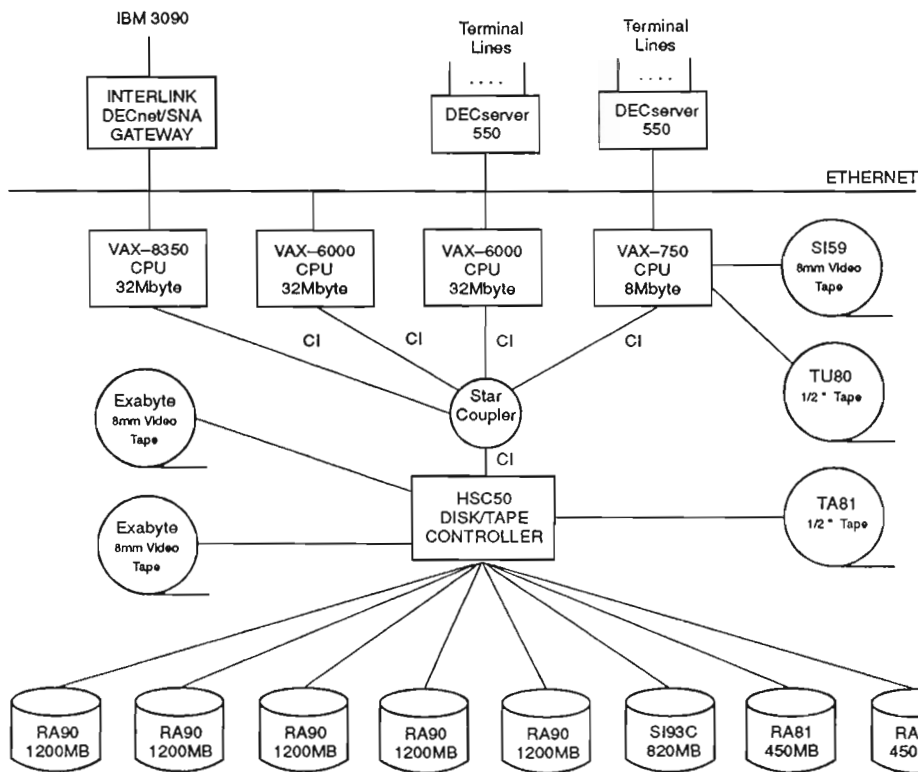 IBM 3090
Terminal
Lines
Terminal
Lines
. . . .
. . . .
INTERLINK
DECnet/SNA
GATEWAY
DECserver
550
DECserver
550
ETHERNET
VAX–8350
CPU
32Mbyte
VAX–6000
CPU
32Mbyte
VAX–6000
CPU
32Mbyte
VAX–750
CPU
8Mbyte
SI59
8mm Video
Tape
CI
CI
CI
CI
TU80
1/2 " Tape
Star
Coupler
Exabyte
8mm Video
Tape
CI
HSC50
DISK/TAPE
CONTROLLER
TA81
1/2 " Tape
Exabyte
8mm Video
Tape
RA90
1200MB
RA90
1200MB
RA90
1200MB
RA90
1200MB
RA90
1200MB
SI93C
820MB
RA81
450MB
RA
450